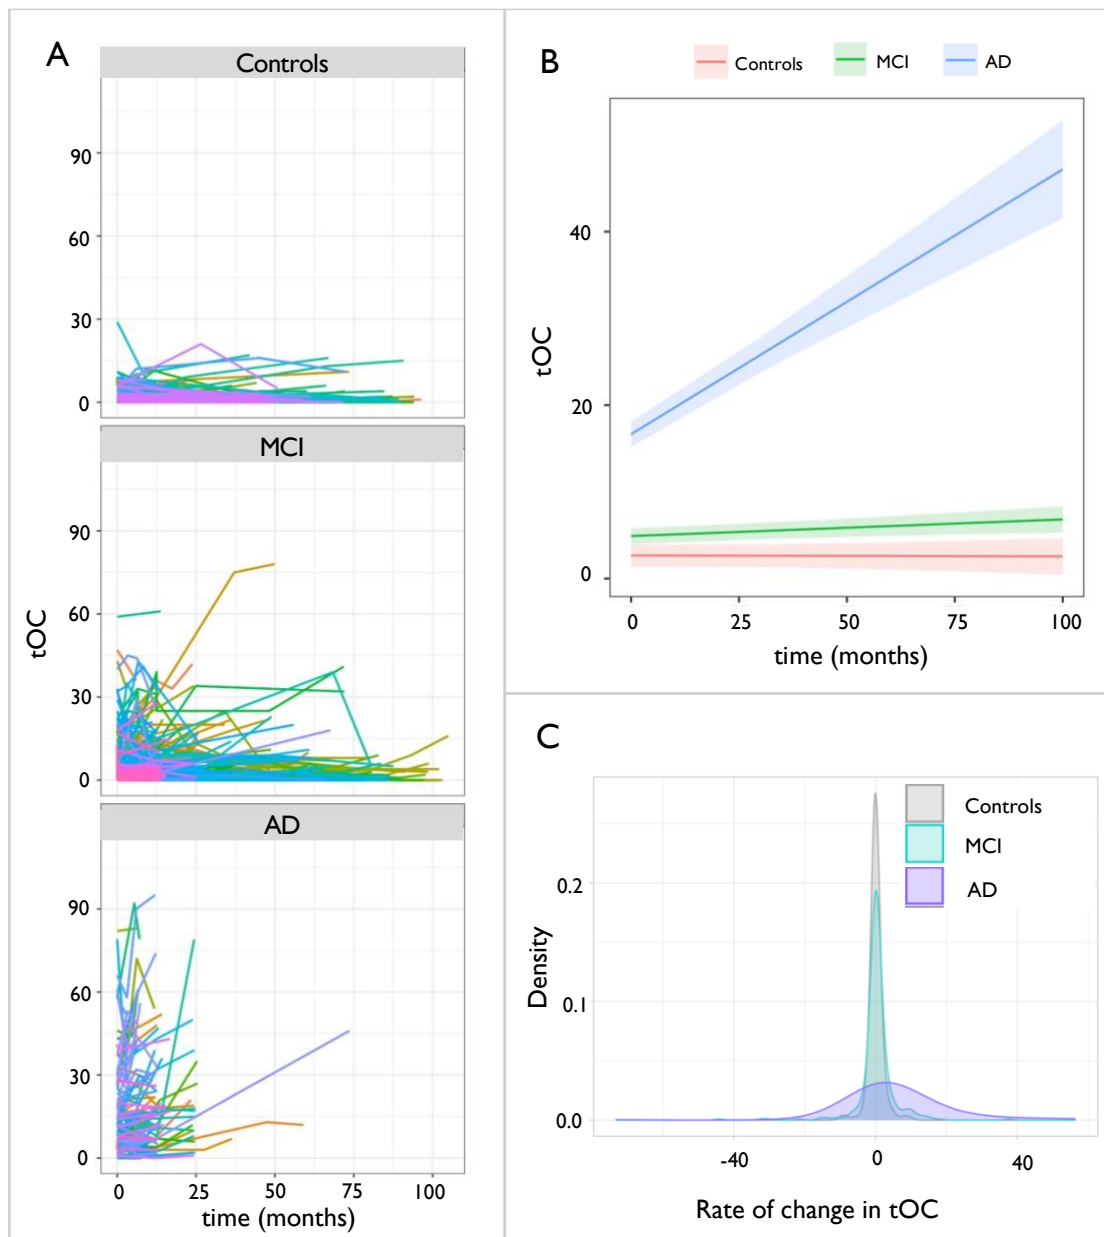 A
Controls
90
60
30
0
MCI
90
60
30
0
AD
90
60
30
0
0 25 50 75 100
time (months)
tOC
B
Controls MCI AD
40
20
0
0 25 50 75 100
time (months)
tOC
C
Controls
MCI
AD
0.2
0.1
0.0
-40 0 40
Density
Rate of change in tOC